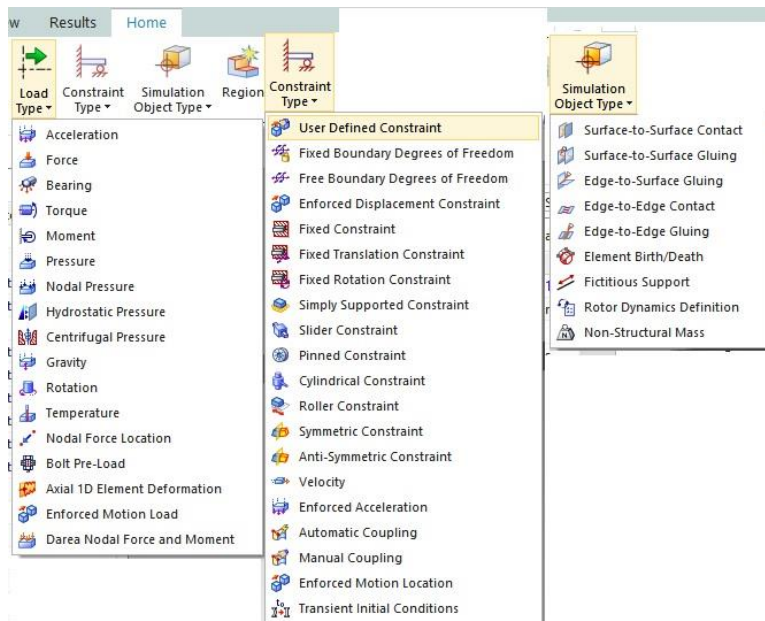 w Results Home
Load Type
Constraint Type
Simulation Object Type
Region
Constraint Type
Simulation Object Type
Acceleration
Force
Bearing
Torque
Moment
Pressure
Nodal Pressure
Hydrostatic Pressure
Centrifugal Pressure
Gravity
Rotation
Temperature
Nodal Force Location
Bolt Pre-Load
Axial 1D Element Deformation
Enforced Motion Load
Darea Nodal Force and Moment
User Defined Constraint
Fixed Boundary Degrees of Freedom
Free Boundary Degrees of Freedom
Enforced Displacement Constraint
Fixed Constraint
Fixed Translation Constraint
Fixed Rotation Constraint
Simply Supported Constraint
Slider Constraint
Pinned Constraint
Cylindrical Constraint
Roller Constraint
Symmetric Constraint
Anti-Symmetric Constraint
Velocity
Enforced Acceleration
Automatic Coupling
Manual Coupling
Enforced Motion Location
Transient Initial Conditions
Surface-to-Surface Contact
Surface-to-Surface Gluing
Edge-to-Surface Gluing
Edge-to-Edge Contact
Edge-to-Edge Gluing
Element Birth/Death
Fictitious Support
Rotor Dynamics Definition
Non-Structural Mass